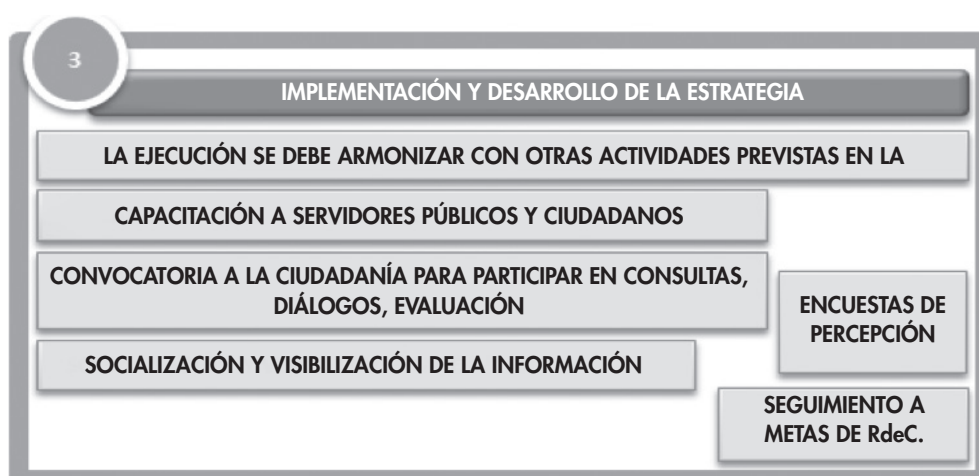 3
IMPLEMENTACIÓN Y DESARROLLO DE LA ESTRATEGIA
LA EJECUCIÓN SE DEBE ARMONIZAR CON OTRAS ACTIVIDADES PREVISTAS EN LA
CAPACITACIÓN A SERVIDORES PÚBLICOS Y CIUDADANOS
CONVOCATORIA A LA CIUDADANÍA PARA PARTICIPAR EN CONSULTAS,
DIÁLOGOS, EVALUACIÓN
ENCUESTAS DE
PERCEPCIÓN
SOCIALIZACIÓN Y VISIBILIZACIÓN DE LA INFORMACIÓN
SEGUIMIENTO A
METAS DE RdeC.